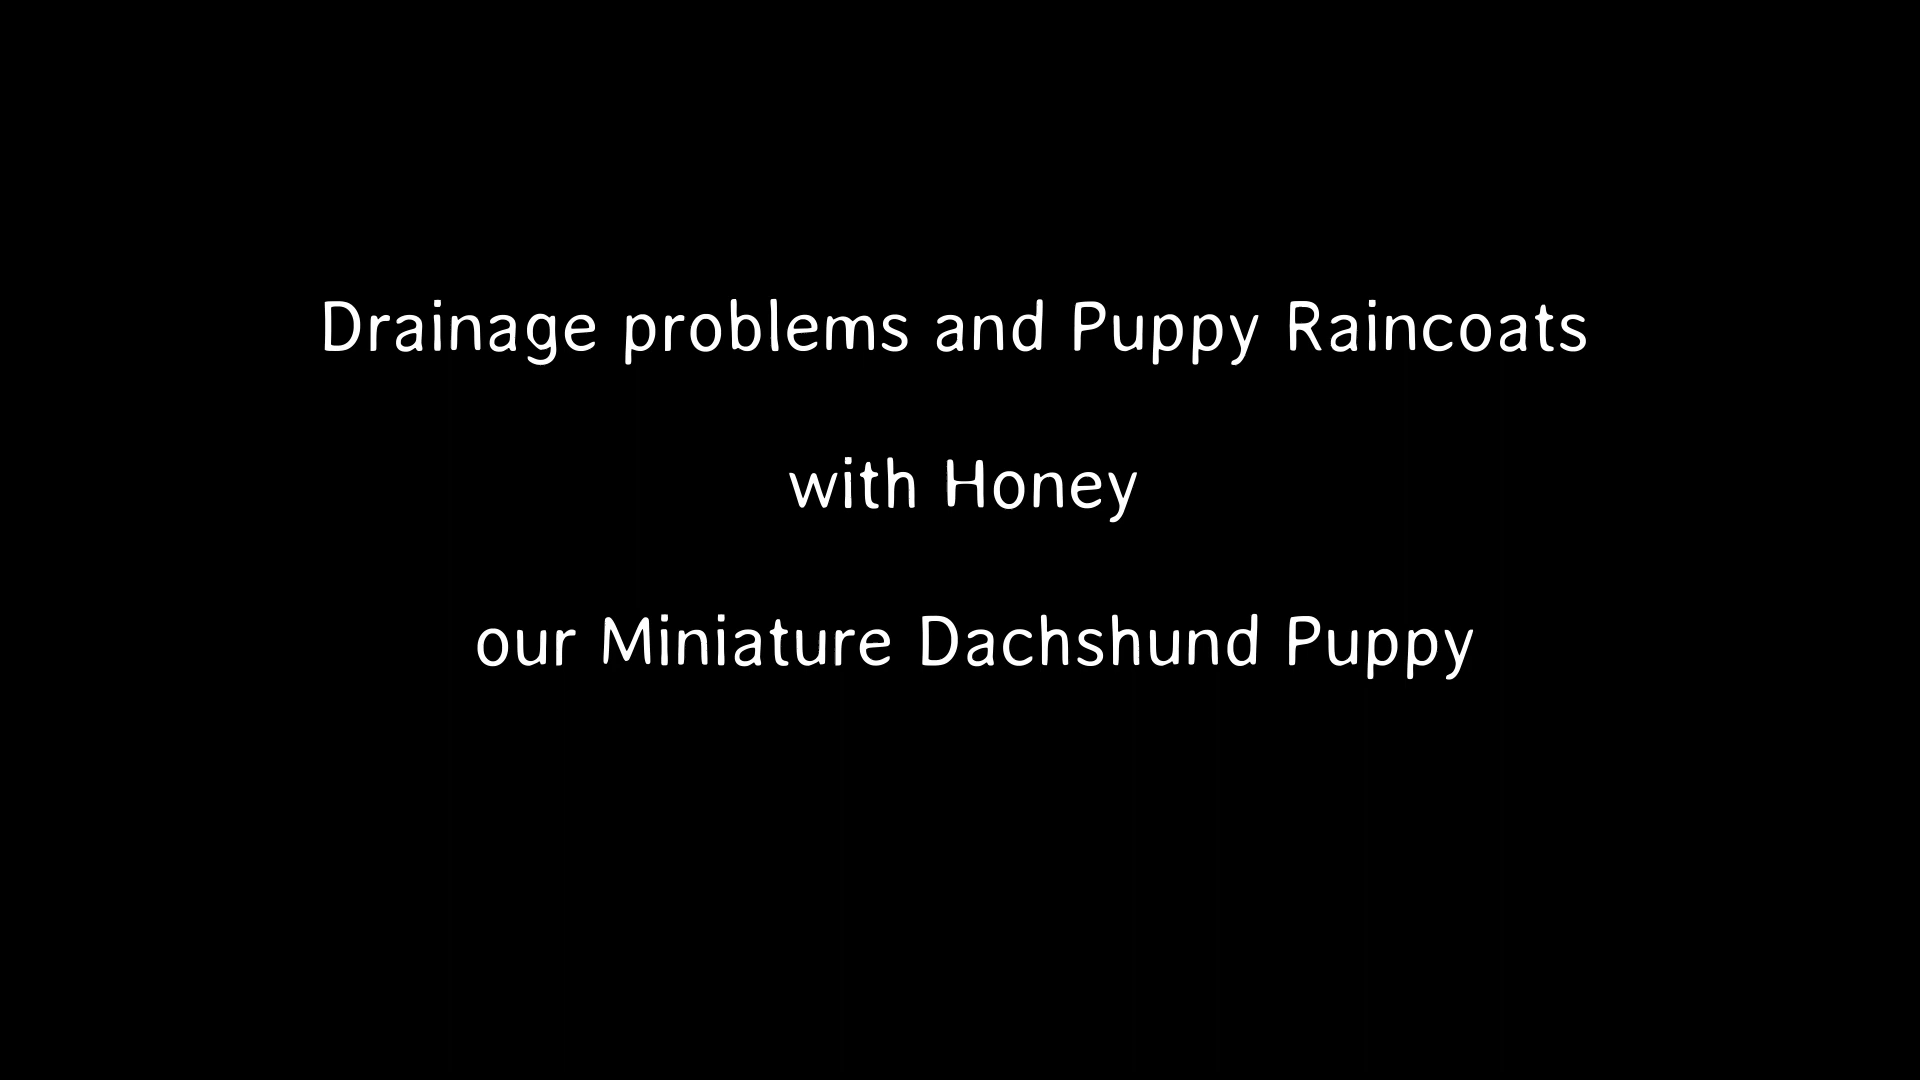 Drainage problems and Puppy Raincoats
with Honey
our Miniature Dachshund Puppy